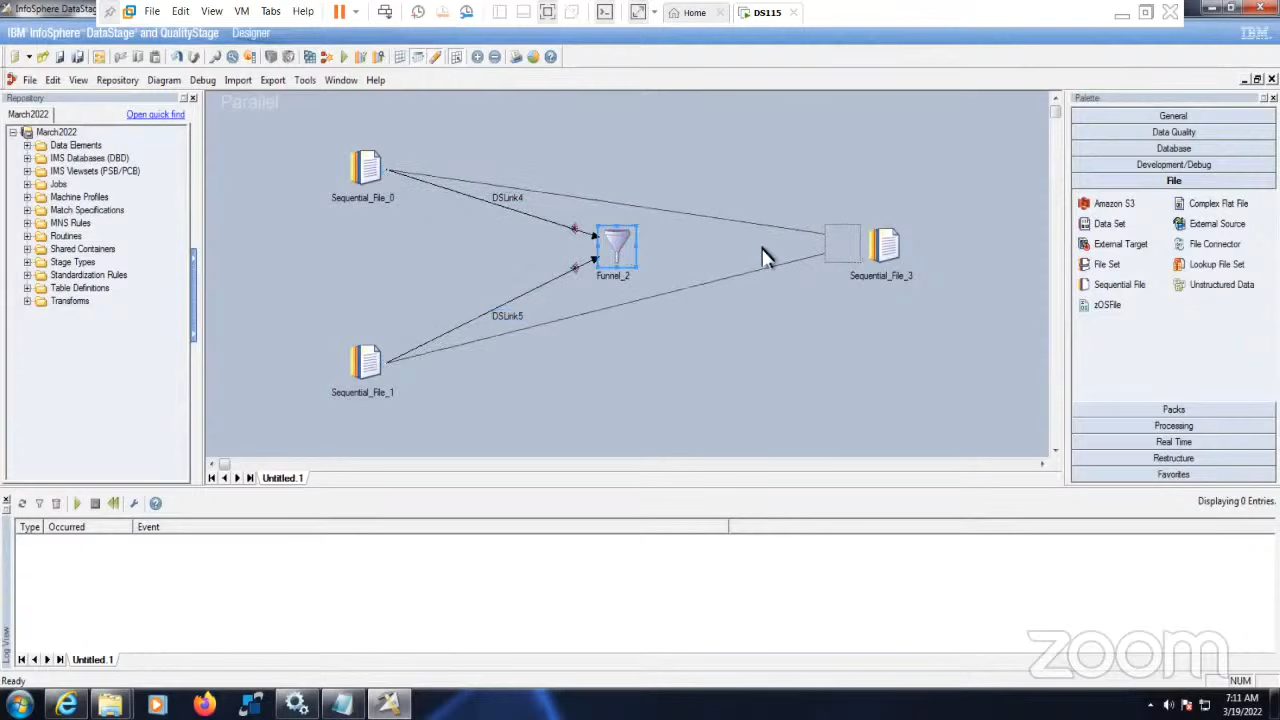 InfoSphere DataStag
File Edit View VM Tabs Help
Home
DS115
IBM InfoSphere DataStage and QualityStage Designer
IBM
File Edit View Repository Diagram Debug Import Export Tools Window Help
Repository
March2022 Open quick find
March2022
Data Elements
IMS Databases (DBD)
IMS Viewsets (PSB/PCB)
Jobs
Machine Profiles
Match Specifications
MNS Rules
Routines
Shared Containers
Stage Types
Standardization Rules
Table Definitions
Transforms
Parallel
Sequential_File_0
DSLink4
Funnel_2
Sequential_File_3
DSLink5
Sequential_File_1
Untitled.1
Palette
General
Data Quality
Database
Development/Debug
File
Amazon S3
Complex Flat File
Data Set
External Source
External Target
File Connector
File Set
Lookup File Set
Sequential File
Unstructured Data
zOSFile
Packs
Processing
Real Time
Restructure
Favorites
Displaying 0 Entries.
Type Occurred Event
Log View
Untitled.1
zoom
Ready
NUM
7:11 AM
3/19/2022